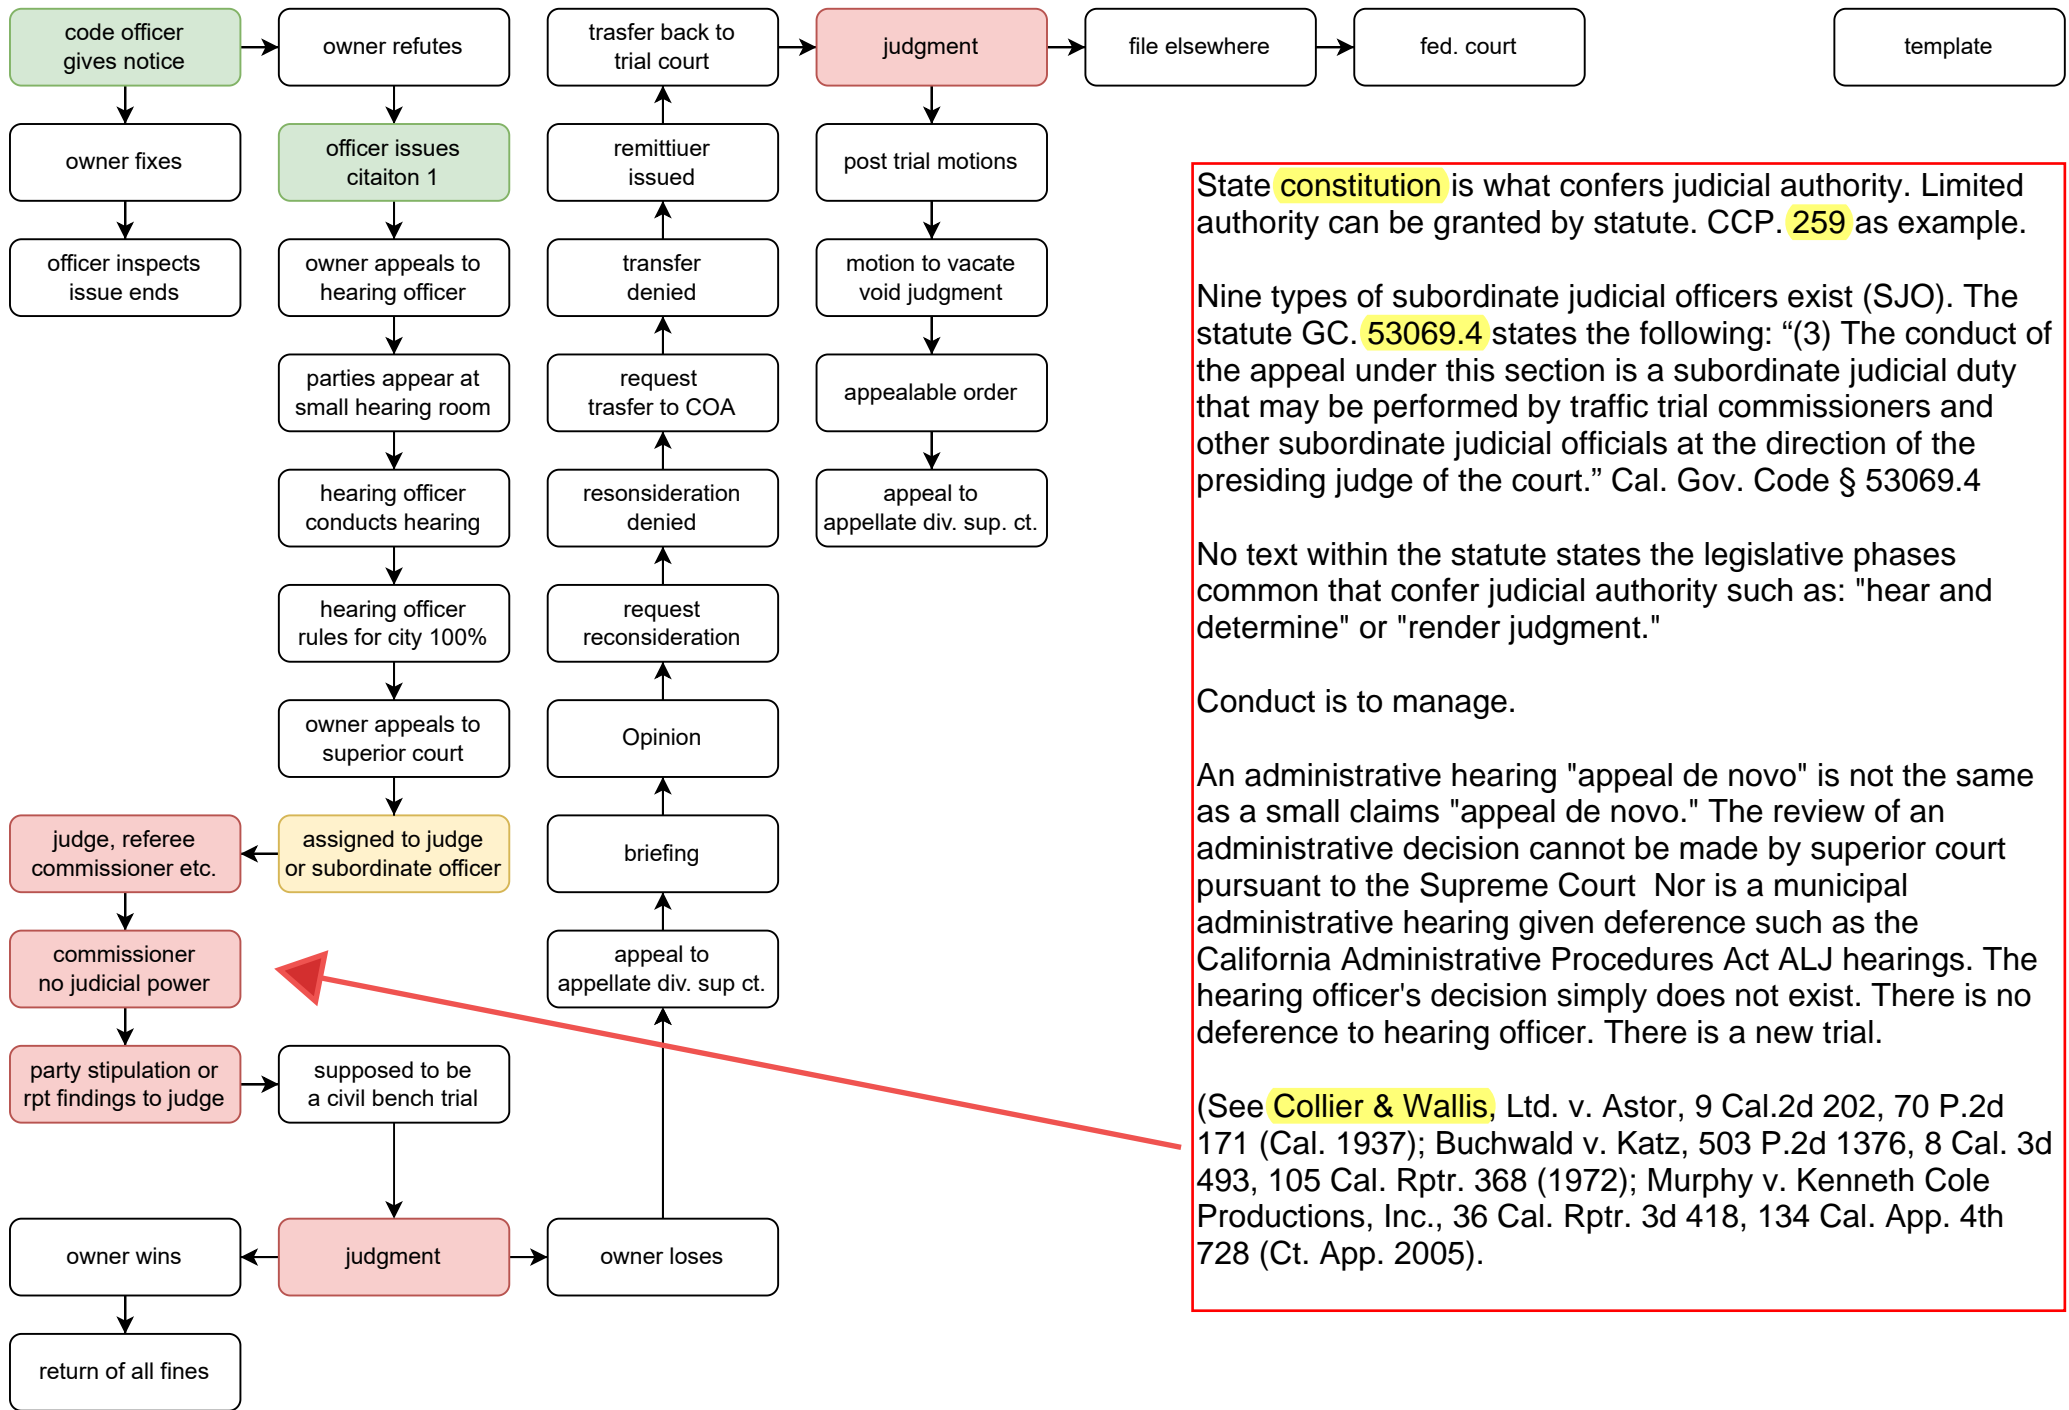 code officer
gives notice
owner refutes
trasfer back to
trial court
judgment
file elsewhere
fed. court
template
owner fixes
officer issues
citaiton 1
remittiuer
issued
post trial motions
officer inspects
issue ends
owner appeals to
hearing officer
transfer
denied
motion to vacate
void judgment
parties appear at
small hearing room
request
trasfer to COA
appealable order
hearing officer
conducts hearing
resonsideration
denied
appeal to
appellate div. sup. ct.
hearing officer
rules for city 100%
request
reconsideration
owner appeals to
superior court
Opinion
judge, referee
commissioner etc.
assigned to judge
or subordinate officer
briefing
commissioner
no judicial power
appeal to
appellate div. sup ct.
party stipulation or
rpt findings to judge
supposed to be
a civil bench trial
owner wins
judgment
owner loses
return of all fines
State constitution is what confers judicial authority. Limited
authority can be granted by statute. CCP. 259 as example.
Nine types of subordinate judicial officers exist (SJO). The
statute GC. 53069.4 states the following: “(3) The conduct of
the appeal under this section is a subordinate judicial duty
that may be performed by traffic trial commissioners and
other subordinate judicial officials at the direction of the
presiding judge of the court.” Cal. Gov. Code § 53069.4
No text within the statute states the legislative phases
common that confer judicial authority such as: "hear and
determine" or "render judgment."
Conduct is to manage.
An administrative hearing "appeal de novo" is not the same
as a small claims "appeal de novo." The review of an
administrative decision cannot be made by superior court
pursuant to the Supreme Court  Nor is a municipal
administrative hearing given deference such as the
California Administrative Procedures Act ALJ hearings. The
hearing officer's decision simply does not exist. There is no
deference to hearing officer. There is a new trial.
(See Collier & Wallis, Ltd. v. Astor, 9 Cal.2d 202, 70 P.2d
171 (Cal. 1937); Buchwald v. Katz, 503 P.2d 1376, 8 Cal. 3d
493, 105 Cal. Rptr. 368 (1972); Murphy v. Kenneth Cole
Productions, Inc., 36 Cal. Rptr. 3d 418, 134 Cal. App. 4th
728 (Ct. App. 2005).